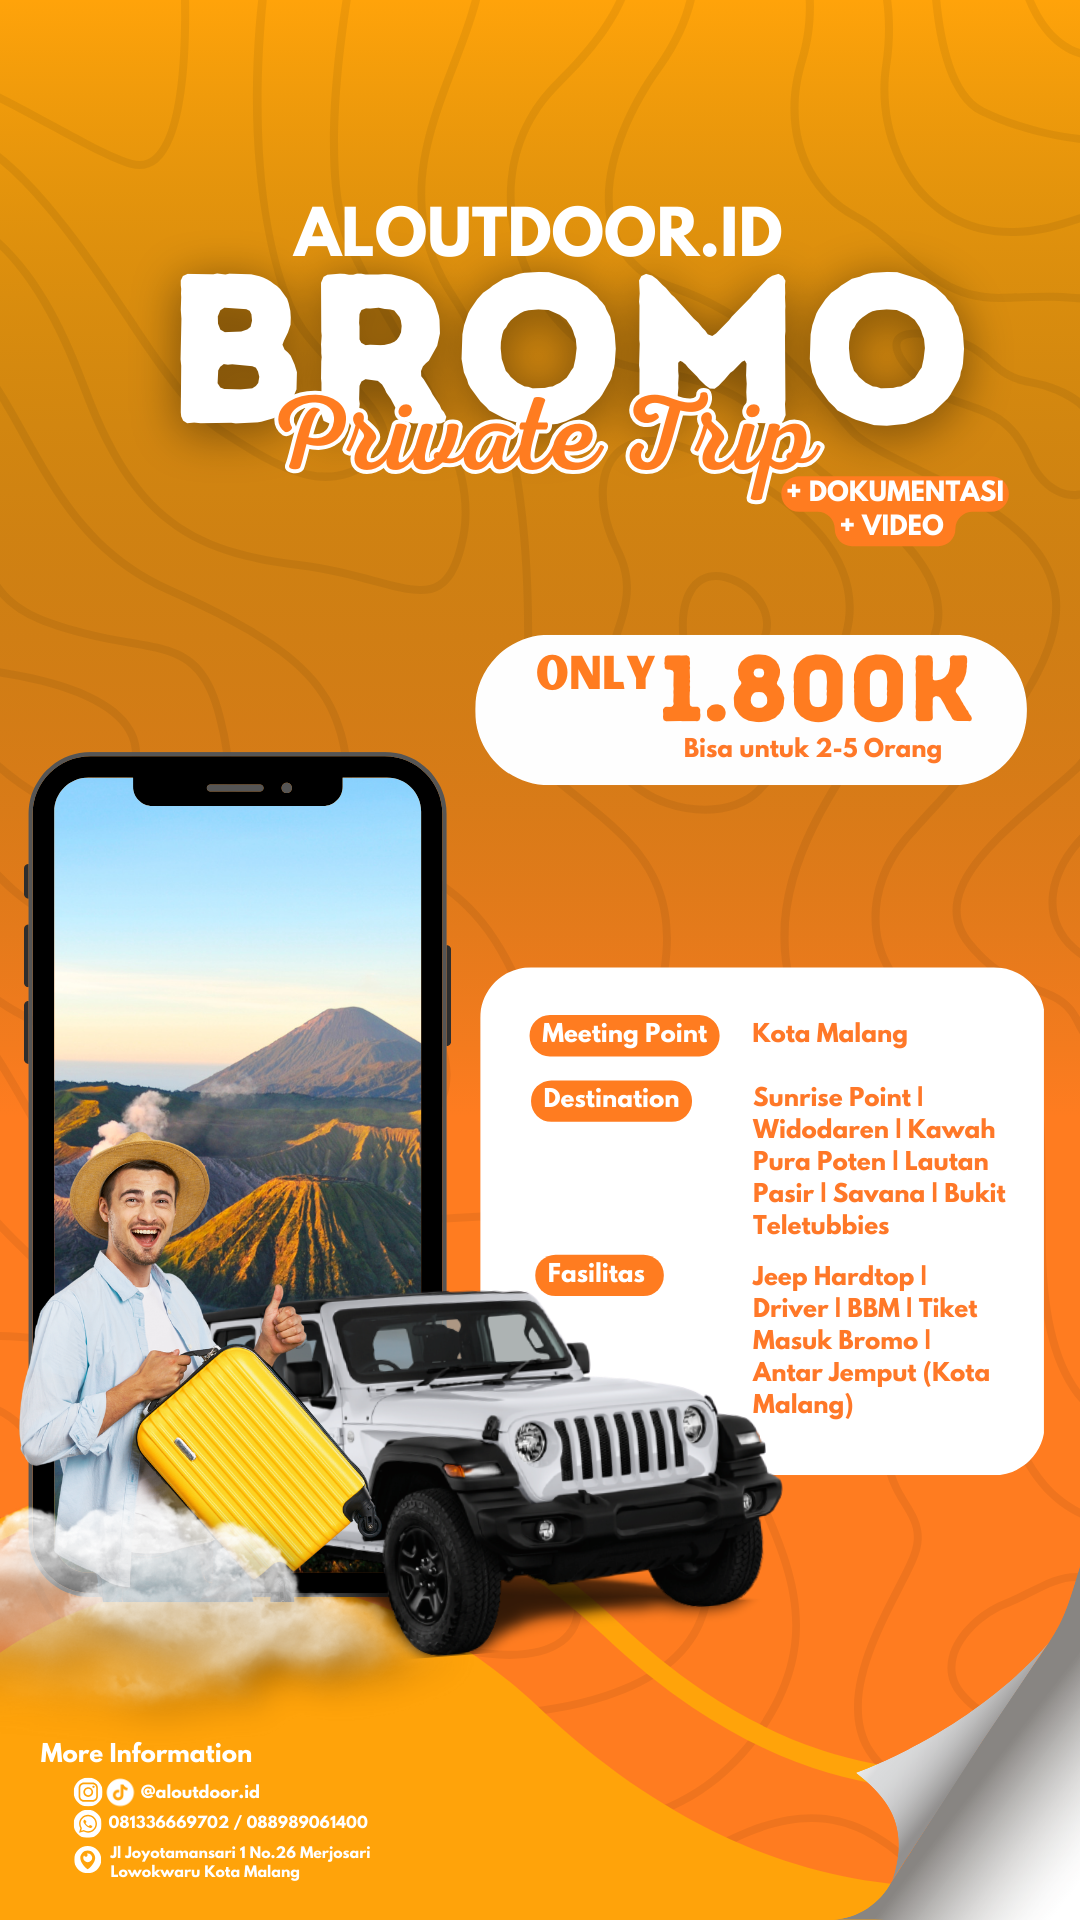 ALOUTDOOR.ID
BROMO
Private Trip
+ DOKUMENTASI
+ VIDEO
ONLY 1.800K
Bisa untuk 2-5 Orang
Meeting Point
Kota Malang
Destination
Sunrise Point |
Widodaren | Kawah
Pura Poten | Lautan
Pasir | Savana | Bukit
Teletubbies
Fasilitas
Jeep Hardtop |
Driver | BBM | Tiket
Masuk Bromo |
Antar Jemput (Kota
Malang)
More Information
@aloutdoor.id
081336669702 / 088989061400
Jl Joyotamansari 1 No.26 Merjosari
Lowokwaru Kota Malang